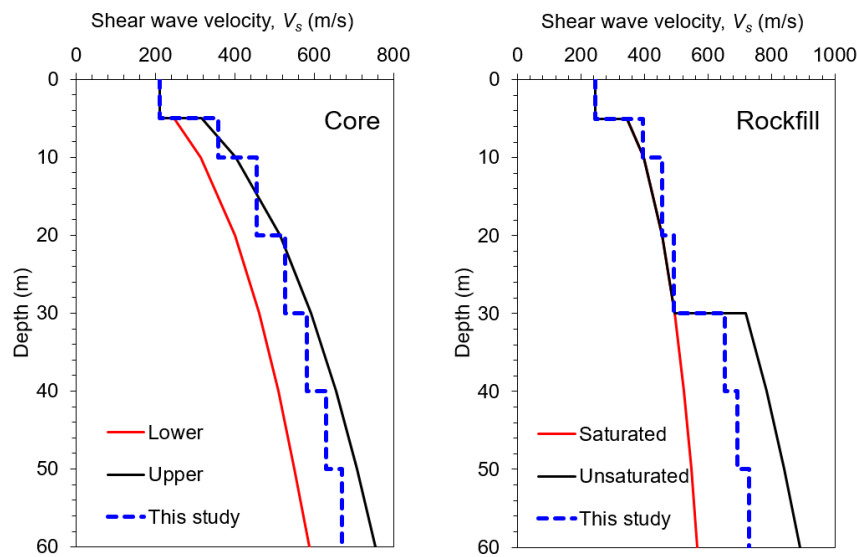 Shear wave velocity, Vs (m/s)
0 200 400 600 800
0
10
20
30
40
50
60
Depth (m)
Core
Lower
Upper
This study
Shear wave velocity, Vs (m/s)
0 200 400 600 800 1000
0
10
20
30
40
50
60
Depth (m)
Rockfill
Saturated
Unsaturated
This study